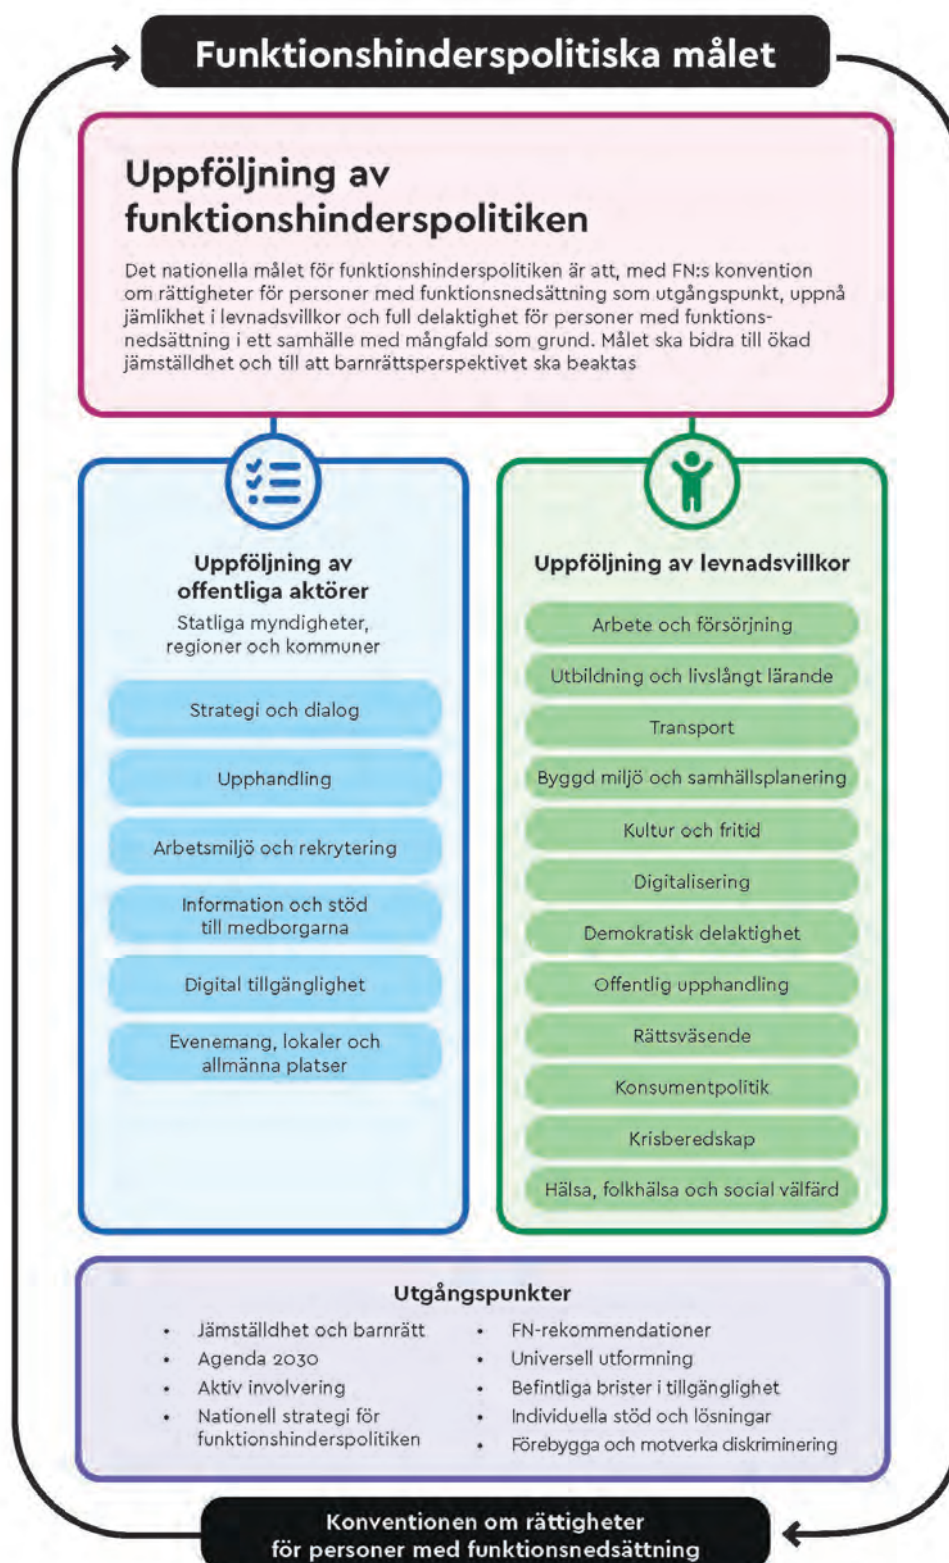 Funktionshinderspolitiska målet
Uppföljning av
funktionshinderspolitiken
Det nationella målet för funktionshinderspolitiken är att, med FN:s konvention
om rättigheter för personer med funktionsnedsättning som utgångspunkt, uppnå
jämlikhet i levnadsvillkor och full delaktighet för personer med funktions-
nedsättning i ett samhälle med mångfald som grund. Målet ska bidra till ökad
jämställdhet och till att barnrättsperspektivet ska beaktas
Uppföljning av
offentliga aktörer
Statliga myndigheter,
regioner och kommuner
Strategi och dialog
Upphandling
Arbetsmiljö och rekrytering
Information och stöd
till medborgarna
Digital tillgänglighet
Evenemang, lokaler och
allmänna platser
Uppföljning av levnadsvillkor
Arbete och försörjning
Utbildning och livslångt lärande
Transport
Byggd miljö och samhällsplanering
Kultur och fritid
Digitalisering
Demokratisk delaktighet
Offentlig upphandling
Rättsväsende
Konsumentpolitik
Krisberedskap
Hälsa, folkhälsa och social välfärd
Utgångspunkter
• Jämställdhet och barnrätt
• Agenda 2030
• Aktiv involvering
• Nationell strategi för
funktionshinderspolitiken
• FN-rekommendationer
• Universell utformning
• Befintliga brister i tillgänglighet
• Individuella stöd och lösningar
• Förebygga och motverka diskriminering
Konventionen om rättigheter
för personer med funktionsnedsättning